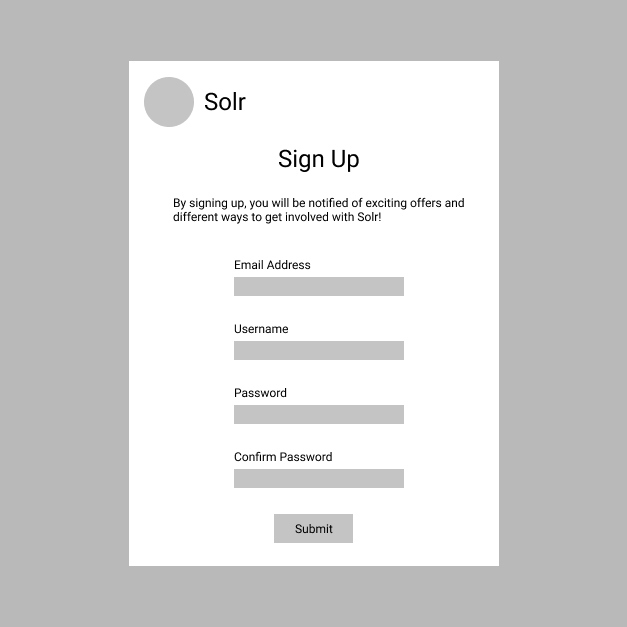 Solr
Sign Up
By signing up, you will be notified of exciting offers and
different ways to get involved with Solr!
Email Address
Username
Password
Confirm Password
Submit